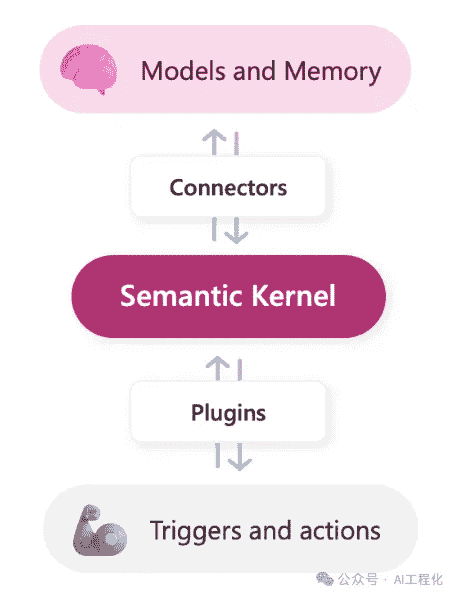 Models and Memory
Connectors
Semantic Kernel
Plugins
Triggers and actions
公众号 · AI工程化